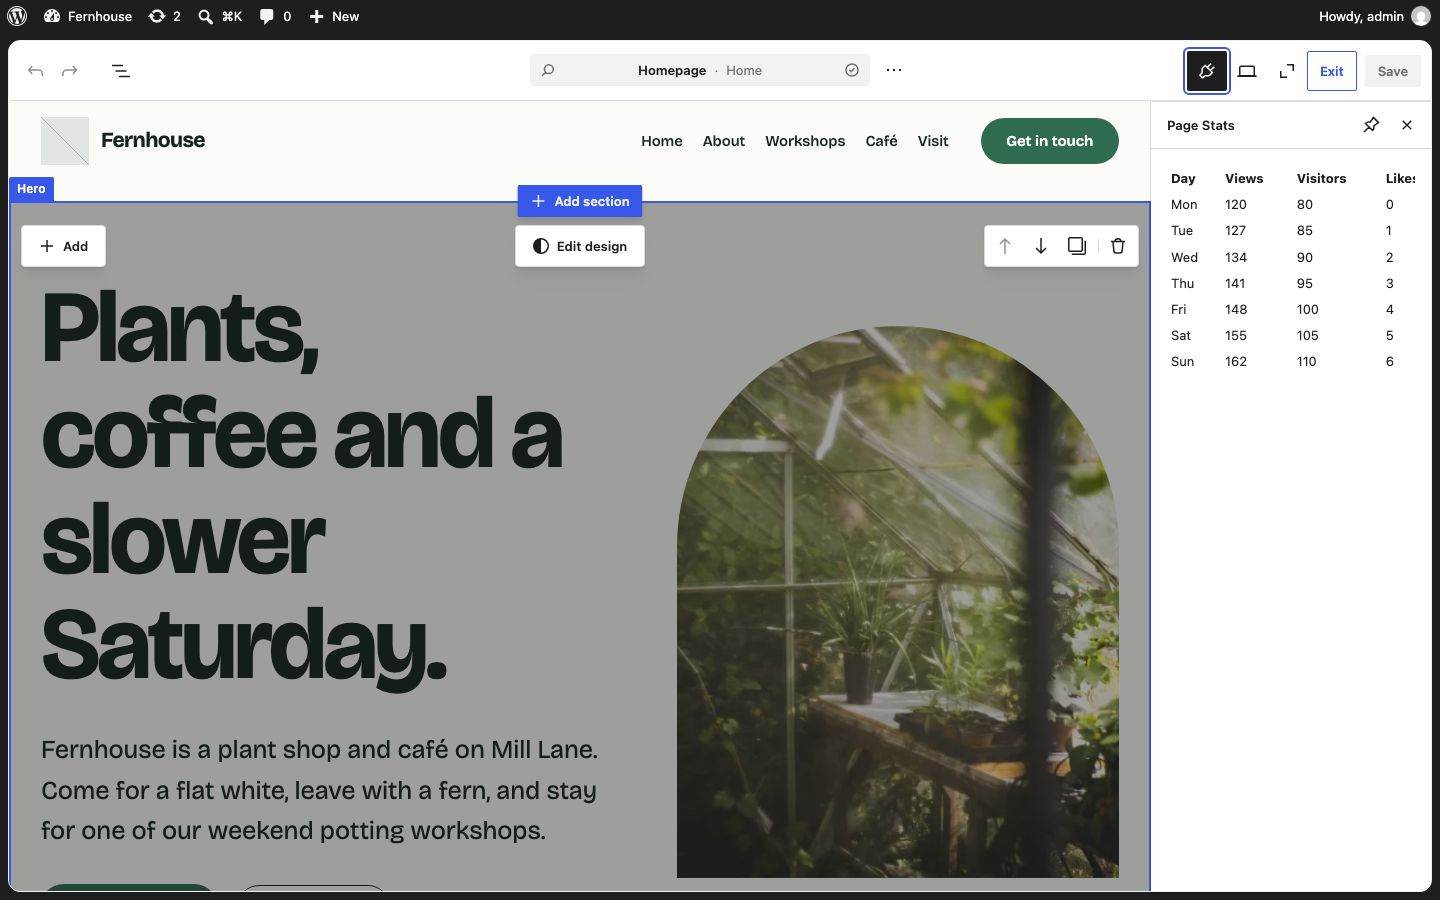 Fernhouse 2 ⌘K 0 New Howdy, admin
Homepage · Home Exit Save
Fernhouse Home About Workshops Café Visit Get in touch
Page Stats
Hero
Add section
Add Edit design
Day Views Visitors Likes
Mon 120 80 0
Tue 127 85 1
Wed 134 90 2
Thu 141 95 3
Fri 148 100 4
Sat 155 105 5
Sun 162 110 6
Plants,
coffee and a
slower
Saturday.
Fernhouse is a plant shop and café on Mill Lane.
Come for a flat white, leave with a fern, and stay
for one of our weekend potting workshops.